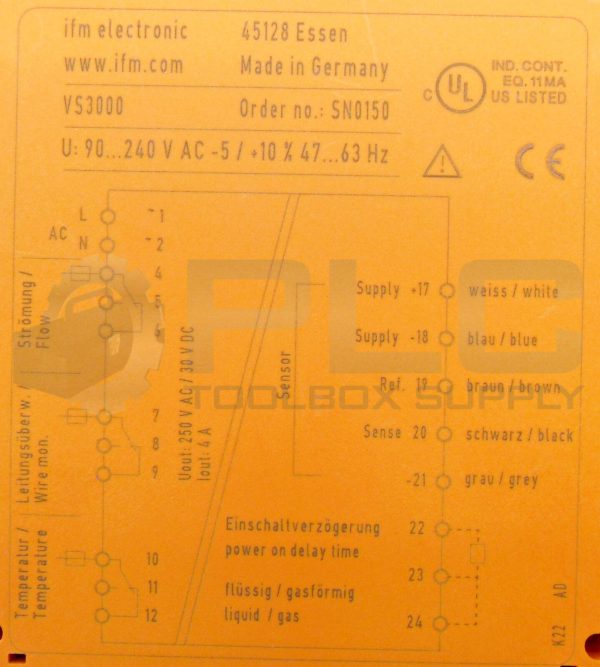 ifm electronic 45128 Essen
www.ifm.com Made in Germany
VS3000 Order no.: SN0150
U: 90...240 V AC -5 / +10 % 47...63 Hz
C UL US LISTED
IND. CONT.
EQ. 11MA
CE
AC
L ~1
N ~2
Strömung /
Flow
4
5
6
Leitungsüberw. /
Wire mon.
7
8
9
Temperatur /
Temperature
10
11
12
Uout: 250 V AC / 30 V DC
Iout: 4 A
Sensor
Supply +17 weiss / white
Supply -18 blau / blue
Ref. 19 braun / brown
Sense 20 schwarz / black
-21 grau / grey
Einschaltverzögerung 22
power on delay time
23
flüssig / gasförmig
liquid / gas 24
K22 AD
PLC
TOOLBOX SUPPLY